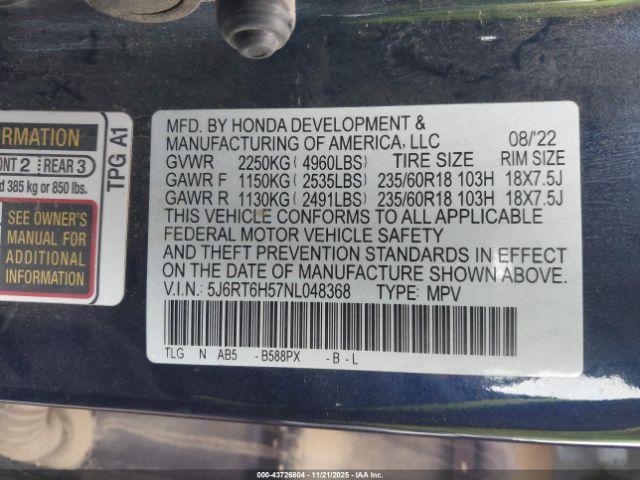 ORMATION
ONT 2 REAR 3
d 385 kg or 850 lbs.
SEE OWNER'S
MANUAL FOR
ADDITIONAL
INFORMATION
TPG A1
MFD. BY HONDA DEVELOPMENT &
MANUFACTURING OF AMERICA, LLC 08/'22
GVWR 2250KG ( 4960LBS) TIRE SIZE RIM SIZE
GAWR F 1150KG ( 2535LBS) 235/60R18 103H 18X7.5J
GAWR R 1130KG ( 2491LBS) 235/60R18 103H 18X7.5J
THIS VEHICLE CONFORMS TO ALL APPLICABLE
FEDERAL MOTOR VEHICLE SAFETY
AND THEFT PREVENTION STANDARDS IN EFFECT
ON THE DATE OF MANUFACTURE SHOWN ABOVE.
V.I.N.: 5J6RT6H57NL048368 TYPE: MPV
TLG N AB5 - B588PX - B - L
000-43726804 - 11/21/2025 - IAAI.COM